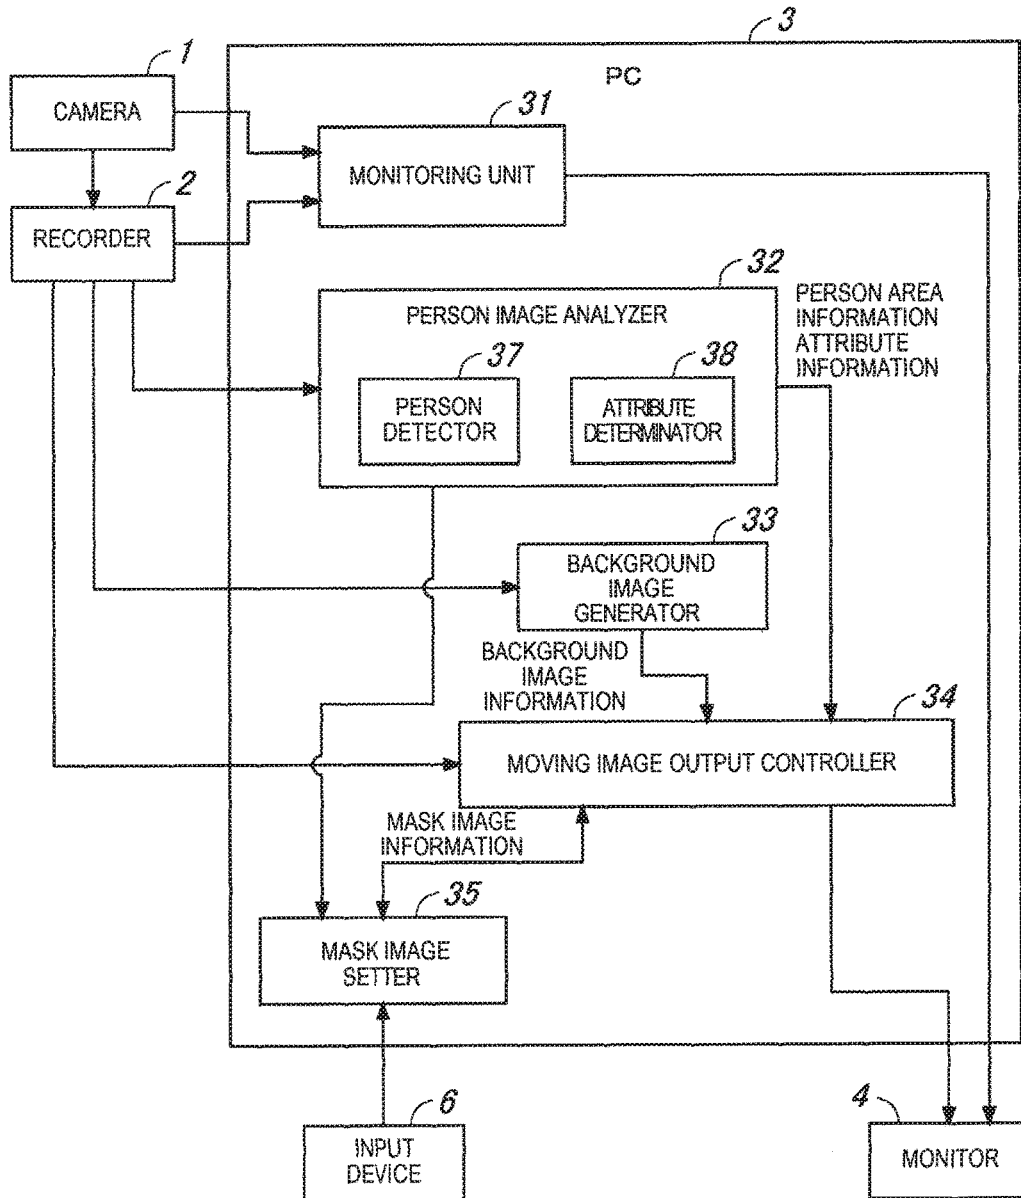 3
PC
1
CAMERA
31
MONITORING UNIT
2
RECORDER
32
PERSON IMAGE ANALYZER
37
PERSON
DETECTOR
38
ATTRIBUTE
DETERMINATOR
PERSON AREA
INFORMATION
ATTRIBUTE
INFORMATION
33
BACKGROUND
IMAGE
GENERATOR
BACKGROUND
IMAGE
INFORMATION
34
MOVING IMAGE OUTPUT CONTROLLER
MASK IMAGE
INFORMATION
35
MASK IMAGE
SETTER
6
INPUT
DEVICE
4
MONITOR